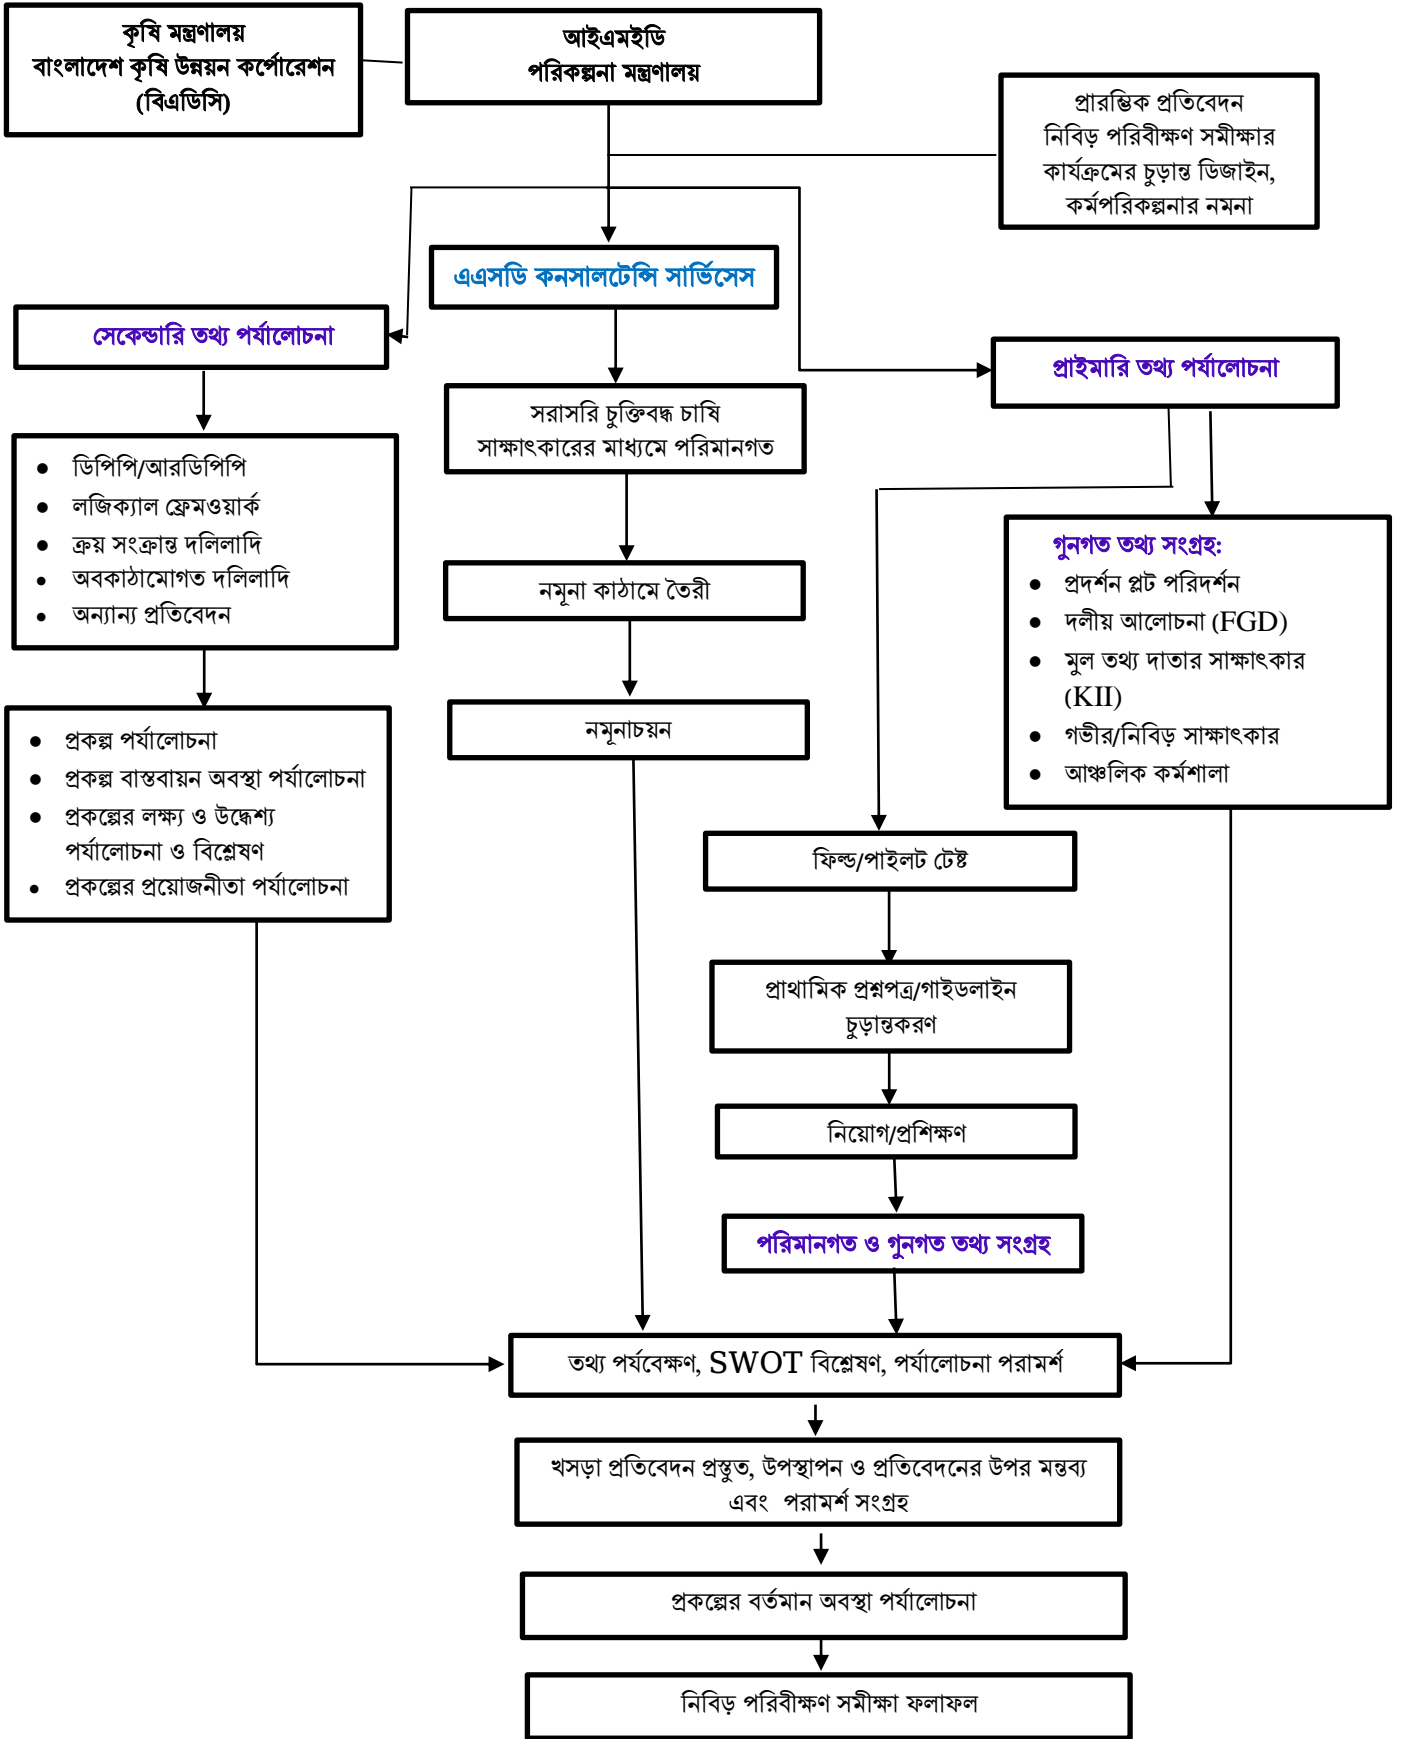 কৃষি মন্ত্রণালয়
বাংলাদেশ কৃষি উন্নয়ন কর্পোরেশন
(বিএডিসি)
আইএমইডি
পরিকল্পনা মন্ত্রণালয়
প্রারম্ভিক প্রতিবেদন
নিবিড় পরিবীক্ষণ সমীক্ষার
কার্যক্রমের চুড়ান্ত ডিজাইন,
কর্মপরিকল্পনার নমনা
এএসডি কনসালটেন্সি সার্ভিসেস
সেকেন্ডারি তথ্য পর্যালোচনা
প্রাইমারি তথ্য পর্যালোচনা
সরাসরি চুক্তিবদ্ধ চাষি
সাক্ষাৎকারের মাধ্যমে পরিমানগত
● ডিপিপি/আরডিপিপি
● লজিক্যাল ফ্রেমওয়ার্ক
● ক্রয় সংক্রান্ত দলিলাদি
● অবকাঠামোগত দলিলাদি
● অন্যান্য প্রতিবেদন
গুনগত তথ্য সংগ্রহ:
● প্রদর্শন প্লট পরিদর্শন
● দলীয় আলোচনা (FGD)
● মুল তথ্য দাতার সাক্ষাৎকার
(KII)
● গভীর/নিবিড় সাক্ষাৎকার
● আঞ্চলিক কর্মশালা
নমূনা কাঠামে তৈরী
নমূনাচয়ন
● প্রকল্প পর্যালোচনা
● প্রকল্প বাস্তবায়ন অবস্থা পর্যালোচনা
● প্রকল্পের লক্ষ্য ও উদ্ধেশ্য
পর্যালোচনা ও বিশ্লেষণ
● প্রকল্পের প্রয়োজনীতা পর্যালোচনা
ফিল্ড/পাইলট টেষ্ট
প্রাথামিক প্রশ্নপত্র/গাইডলাইন
চুড়ান্তকরণ
নিয়োগ/প্রশিক্ষণ
পরিমানগত ও গুনগত তথ্য সংগ্রহ
তথ্য পর্যবেক্ষণ, SWOT বিশ্লেষণ, পর্যালোচনা পরামর্শ
খসড়া প্রতিবেদন প্রস্তুত, উপস্থাপন ও প্রতিবেদনের উপর মন্তব্য
এবং পরামর্শ সংগ্রহ
প্রকল্পের বর্তমান অবস্থা পর্যালোচনা
নিবিড় পরিবীক্ষণ সমীক্ষা ফলাফল